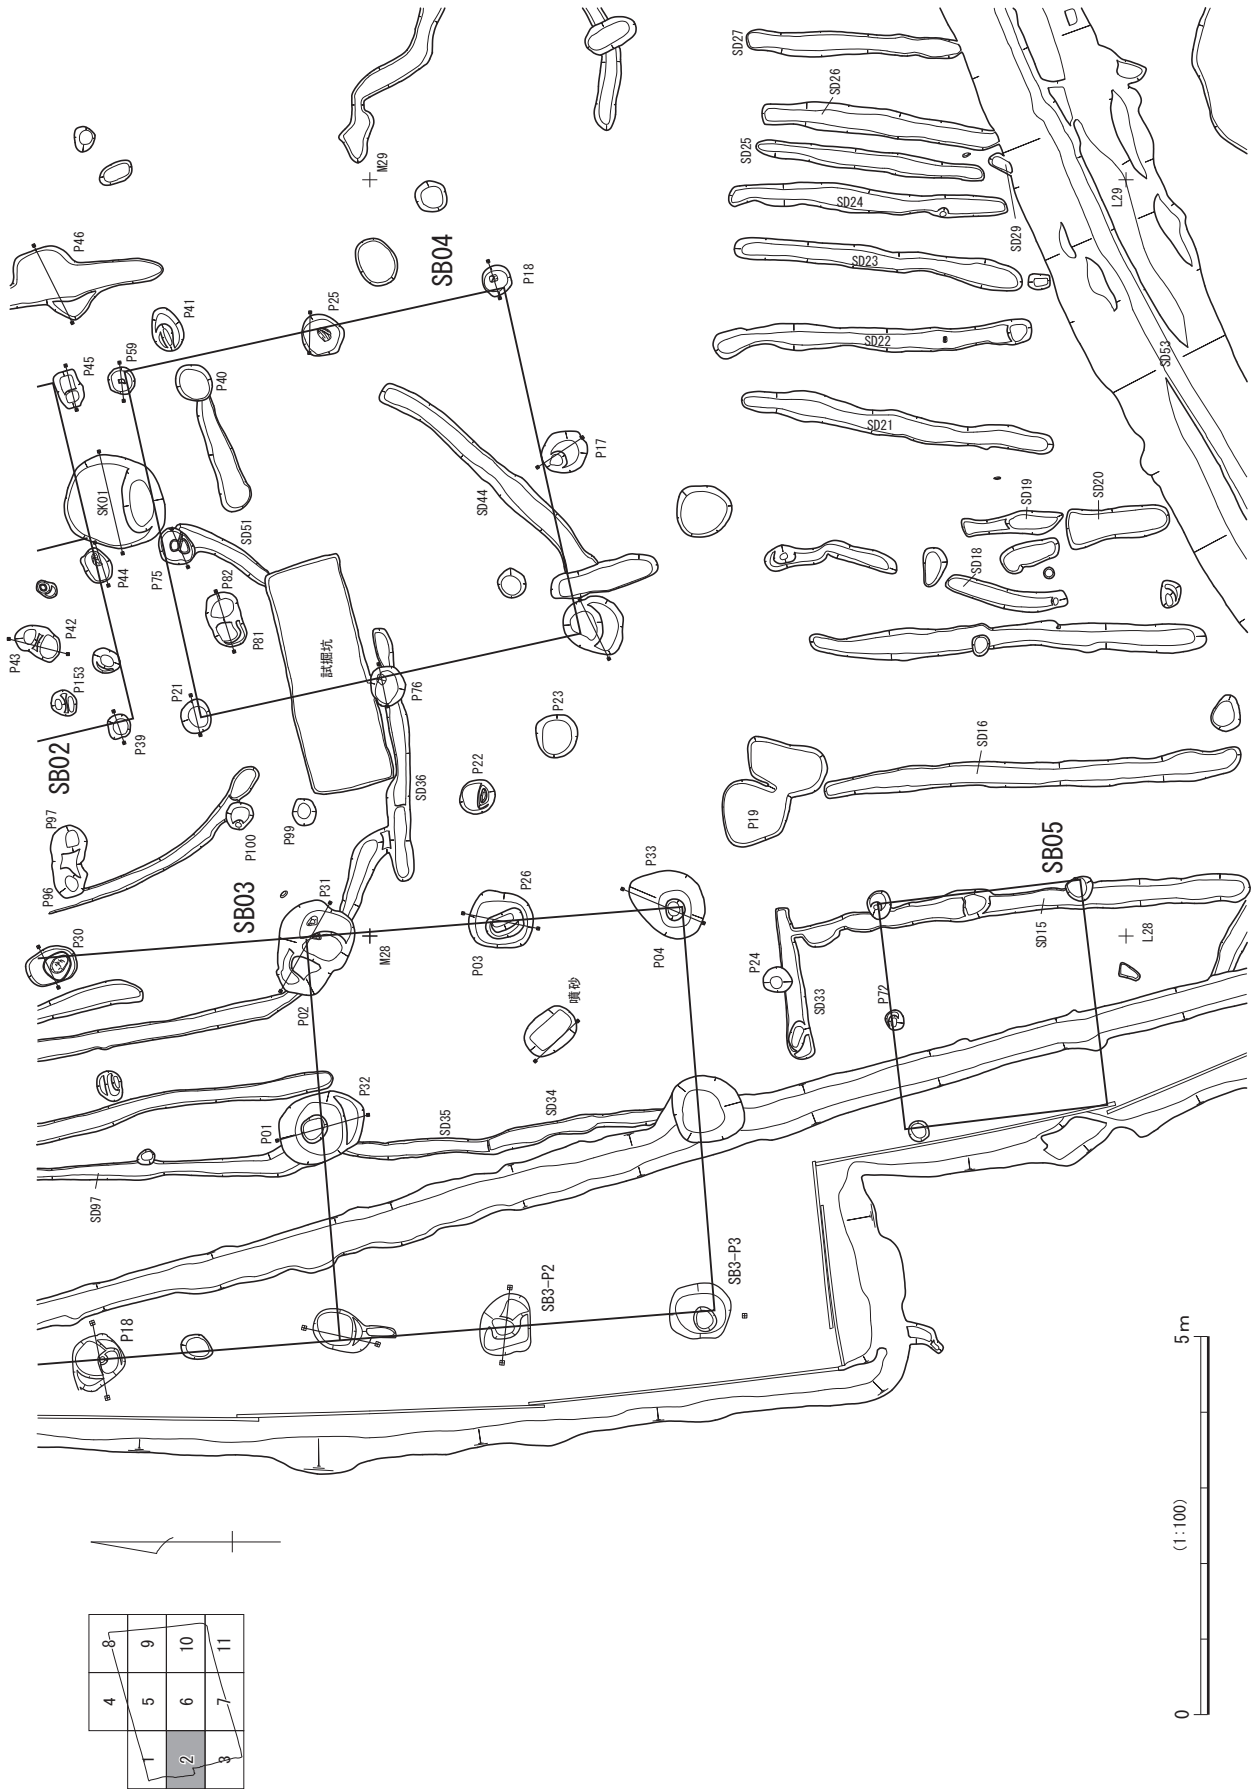 SD27
SD26
SD25
SD24
SD29
SD23
SD22
SD21
SD19
SD20
SD18
SD16
SD15
SD53
L29
M29
P46
SB04
P18
P41
P25
P45
P59
P40
P17
SK01
SD44
SD51
P44
P75
P82
P81
P42
P43
P153
試掘坑
P21
P76
P39
SB02
P23
SD36
P22
P97
P100
P99
P96
P19
SB03
P31
P26
P33
SB05
P30
M28
P03
P04
P24
L28
P02
噴砂
SD33
P72
P32
P01
SD35
SD34
SD97
SB3-P2
SB3-P3
P18
0
(1:100)
5m
4
8
1
5
9
2
6
10
3
7
11